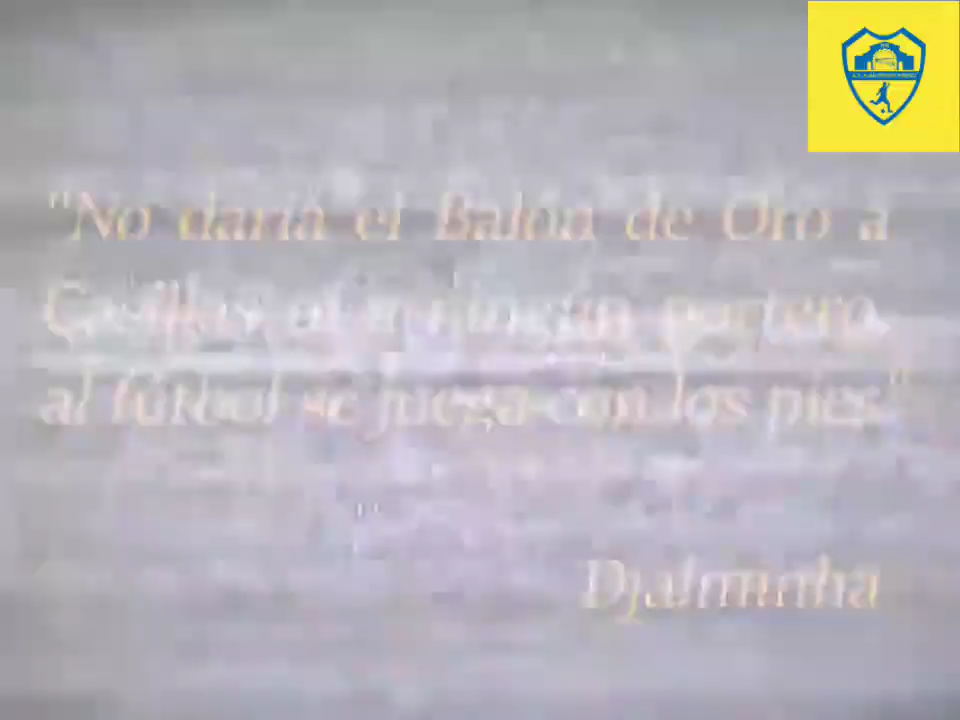 "No daría el Balón de Oro a
Casillas ni a ningún portero,
al fútbol se juega con los pies."
Djalminha